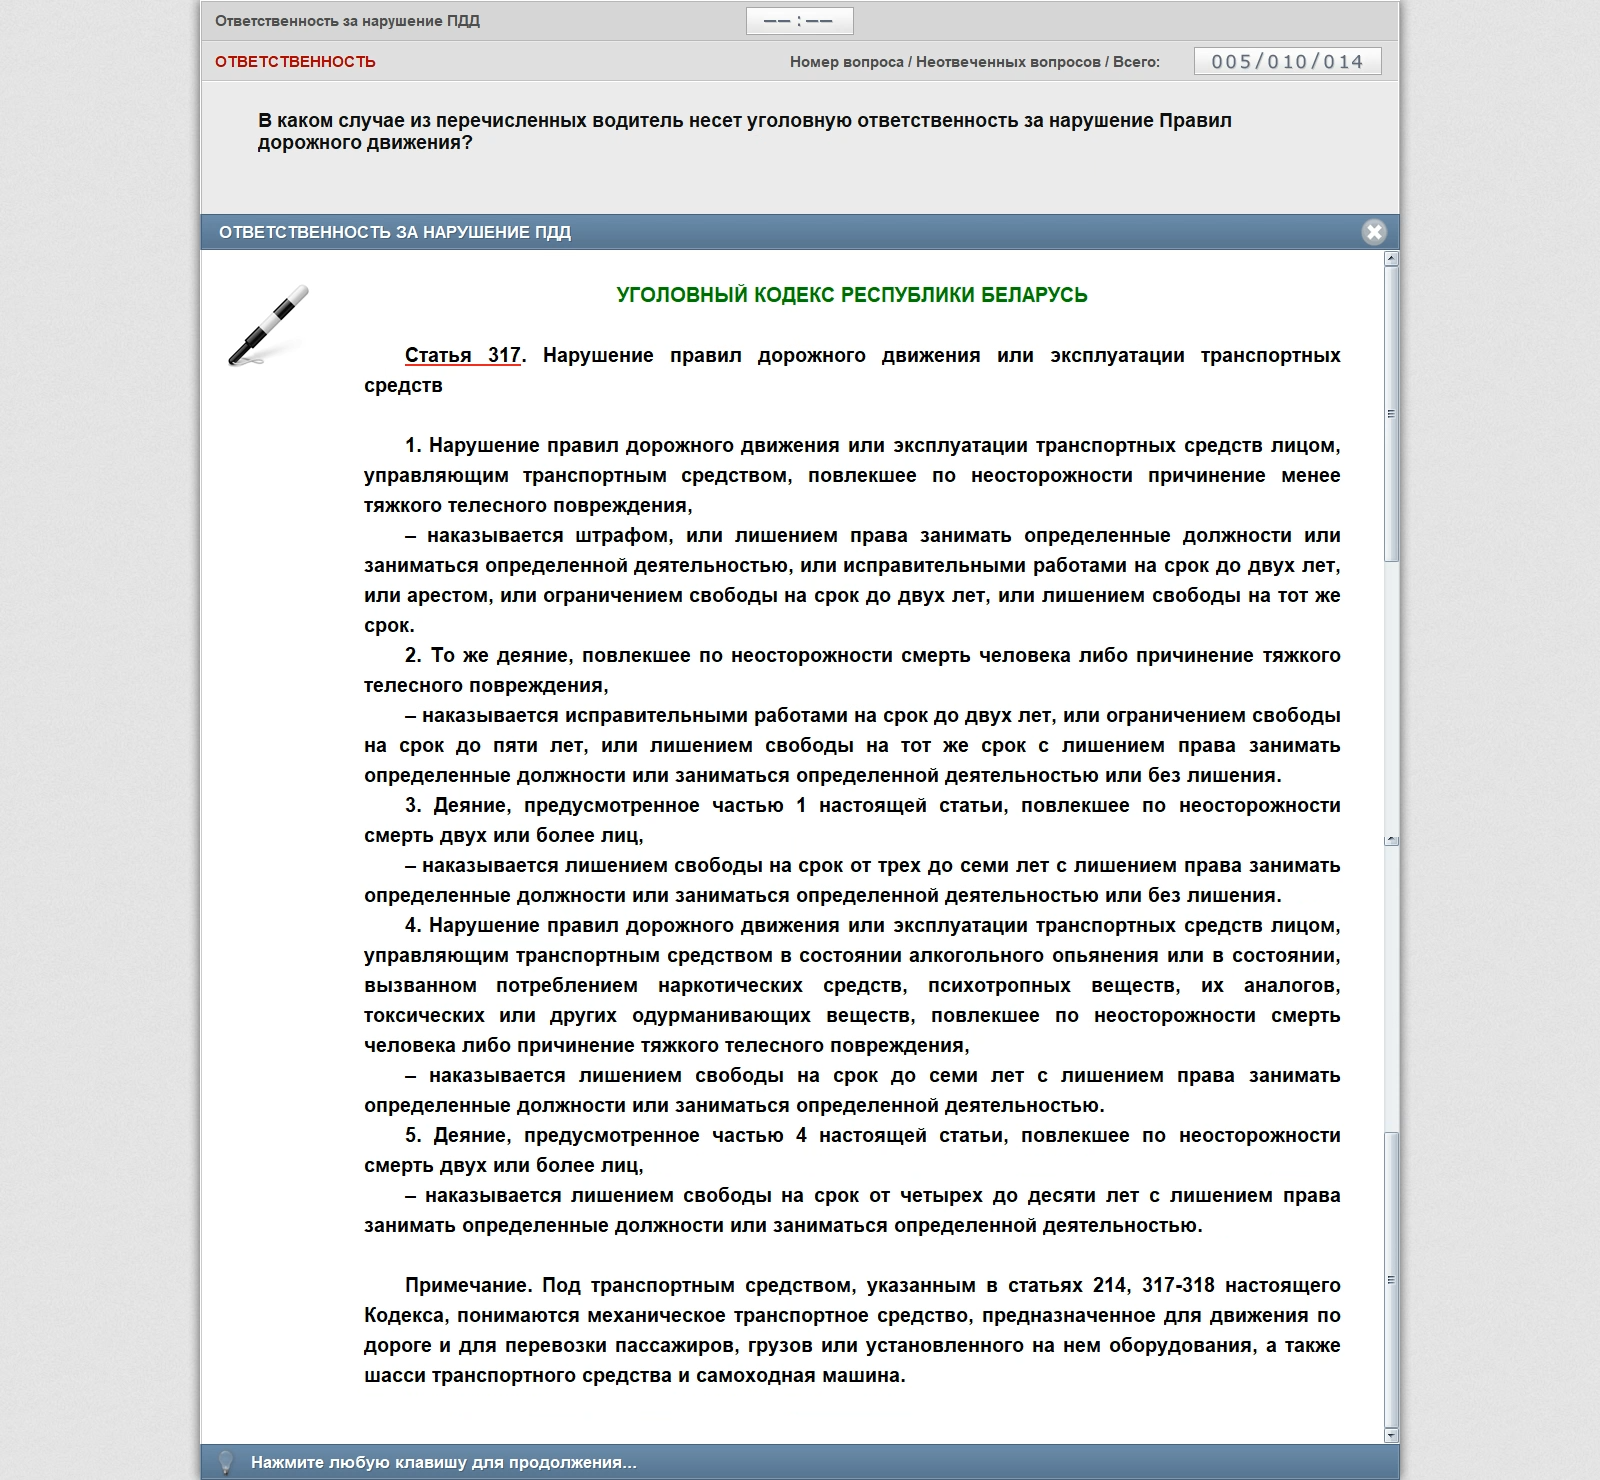 Ответственность за нарушение ПДД
––:––
ОТВЕТСТВЕННОСТЬ
Номер вопроса / Неотвеченных вопросов / Всего:
005/010/014
В каком случае из перечисленных водитель несет уголовную ответственность за нарушение Правил
дорожного движения?
ОТВЕТСТВЕННОСТЬ ЗА НАРУШЕНИЕ ПДД
УГОЛОВНЫЙ КОДЕКС РЕСПУБЛИКИ БЕЛАРУСЬ
Статья 317. Нарушение правил дорожного движения или эксплуатации транспортных
средств
1. Нарушение правил дорожного движения или эксплуатации транспортных средств лицом,
управляющим транспортным средством, повлекшее по неосторожности причинение менее
тяжкого телесного повреждения,
– наказывается штрафом, или лишением права занимать определенные должности или
заниматься определенной деятельностью, или исправительными работами на срок до двух лет,
или арестом, или ограничением свободы на срок до двух лет, или лишением свободы на тот же
срок.
2. То же деяние, повлекшее по неосторожности смерть человека либо причинение тяжкого
телесного повреждения,
– наказывается исправительными работами на срок до двух лет, или ограничением свободы
на срок до пяти лет, или лишением свободы на тот же срок с лишением права занимать
определенные должности или заниматься определенной деятельностью или без лишения.
3. Деяние, предусмотренное частью 1 настоящей статьи, повлекшее по неосторожности
смерть двух или более лиц,
– наказывается лишением свободы на срок от трех до семи лет с лишением права занимать
определенные должности или заниматься определенной деятельностью или без лишения.
4. Нарушение правил дорожного движения или эксплуатации транспортных средств лицом,
управляющим транспортным средством в состоянии алкогольного опьянения или в состоянии,
вызванном потреблением наркотических средств, психотропных веществ, их аналогов,
токсических или других одурманивающих веществ, повлекшее по неосторожности смерть
человека либо причинение тяжкого телесного повреждения,
– наказывается лишением свободы на срок до семи лет с лишением права занимать
определенные должности или заниматься определенной деятельностью.
5. Деяние, предусмотренное частью 4 настоящей статьи, повлекшее по неосторожности
смерть двух или более лиц,
– наказывается лишением свободы на срок от четырех до десяти лет с лишением права
занимать определенные должности или заниматься определенной деятельностью.
Примечание. Под транспортным средством, указанным в статьях 214, 317-318 настоящего
Кодекса, понимаются механическое транспортное средство, предназначенное для движения по
дороге и для перевозки пассажиров, грузов или установленного на нем оборудования, а также
шасси транспортного средства и самоходная машина.
Нажмите любую клавишу для продолжения...